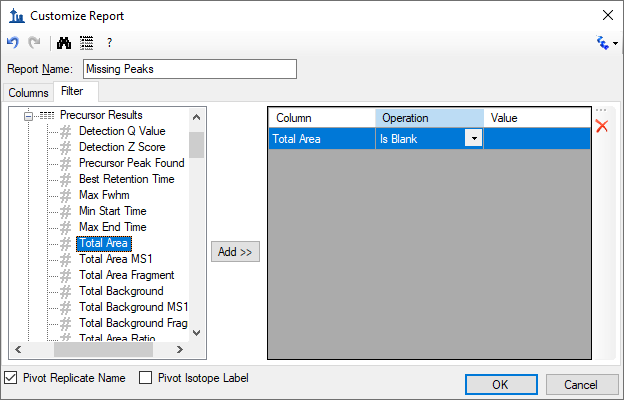 Customize Report
?
Report Name: Missing Peaks
Columns Filter
Precursor Results
Detection Q Value
Detection Z Score
Precursor Peak Found
Best Retention Time
Max Fwhm
Min Start Time
Max End Time
Total Area
Total Area MS1
Total Area Fragment
Total Background
Total Background MS1
Total Background Frag
Total Area Ratio
Add >>
Column Operation Value
Total Area Is Blank
Pivot Replicate Name Pivot Isotope Label
OK Cancel